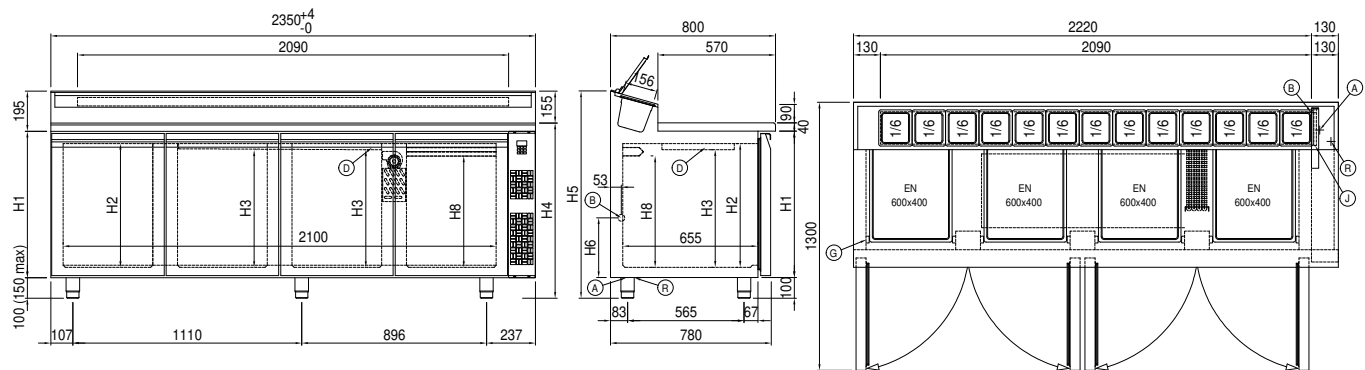 2350+4
-0
2090
195
155
H1
H2
H3
D
H3
H8
H4
2100
100 (150 max)
107
1110
896
237
800
570
156
90
40
H5
53
B
H6
H8
D
H3
H2
H1
655
A
R
100
83
565
67
780
2220
130
130
2090
130
B
A
1/6
1/6
1/6
1/6
1/6
1/6
1/6
1/6
1/6
1/6
1/6
1/6
1/6
R
J
EN
600x400
EN
600x400
EN
600x400
EN
600x400
1300
G